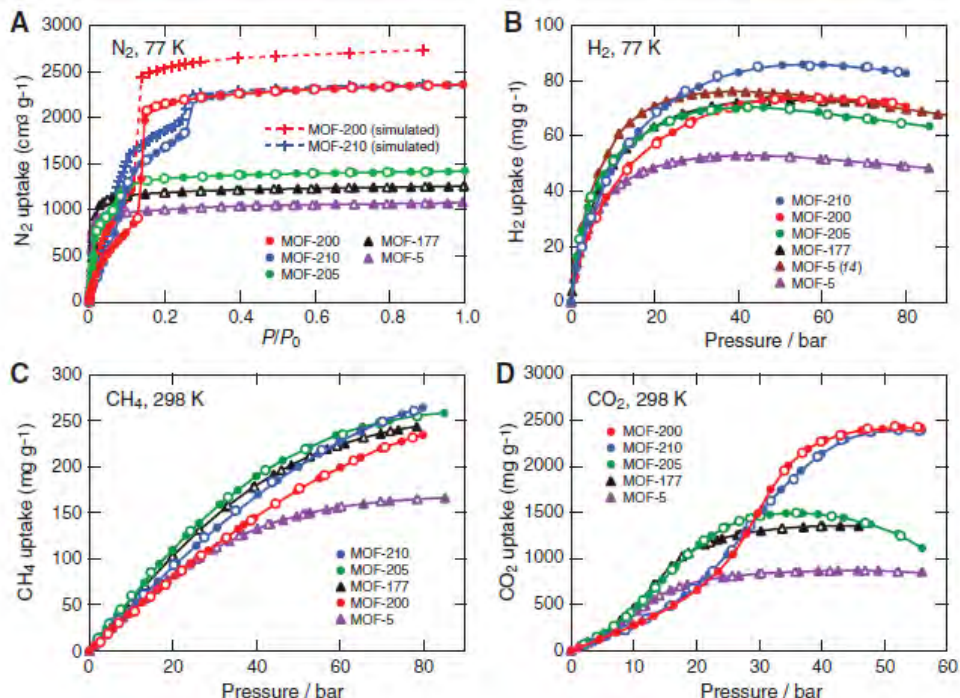 A
N₂, 77 K
N₂ uptake (cm³ g⁻¹)
3000
2500
2000
1500
1000
500
0
MOF-200 (simulated)
MOF-210 (simulated)
MOF-200
MOF-177
MOF-210
MOF-5
MOF-205
0
0.2
0.4
0.6
0.8
1.0
P/P₀
B
H₂, 77 K
H₂ uptake (mg g⁻¹)
100
80
60
40
20
0
MOF-210
MOF-200
MOF-205
MOF-177
MOF-5 (14)
MOF-5
0
20
40
60
80
Pressure / bar
C
CH₄, 298 K
CH₄ uptake (mg g⁻¹)
300
250
200
150
100
50
0
MOF-210
MOF-205
MOF-177
MOF-200
MOF-5
0
20
40
60
80
Pressure / bar
D
CO₂, 298 K
CO₂ uptake (mg g⁻¹)
3000
2500
2000
1500
1000
500
0
MOF-200
MOF-210
MOF-205
MOF-177
MOF-5
0
10
20
30
40
50
60
Pressure / bar